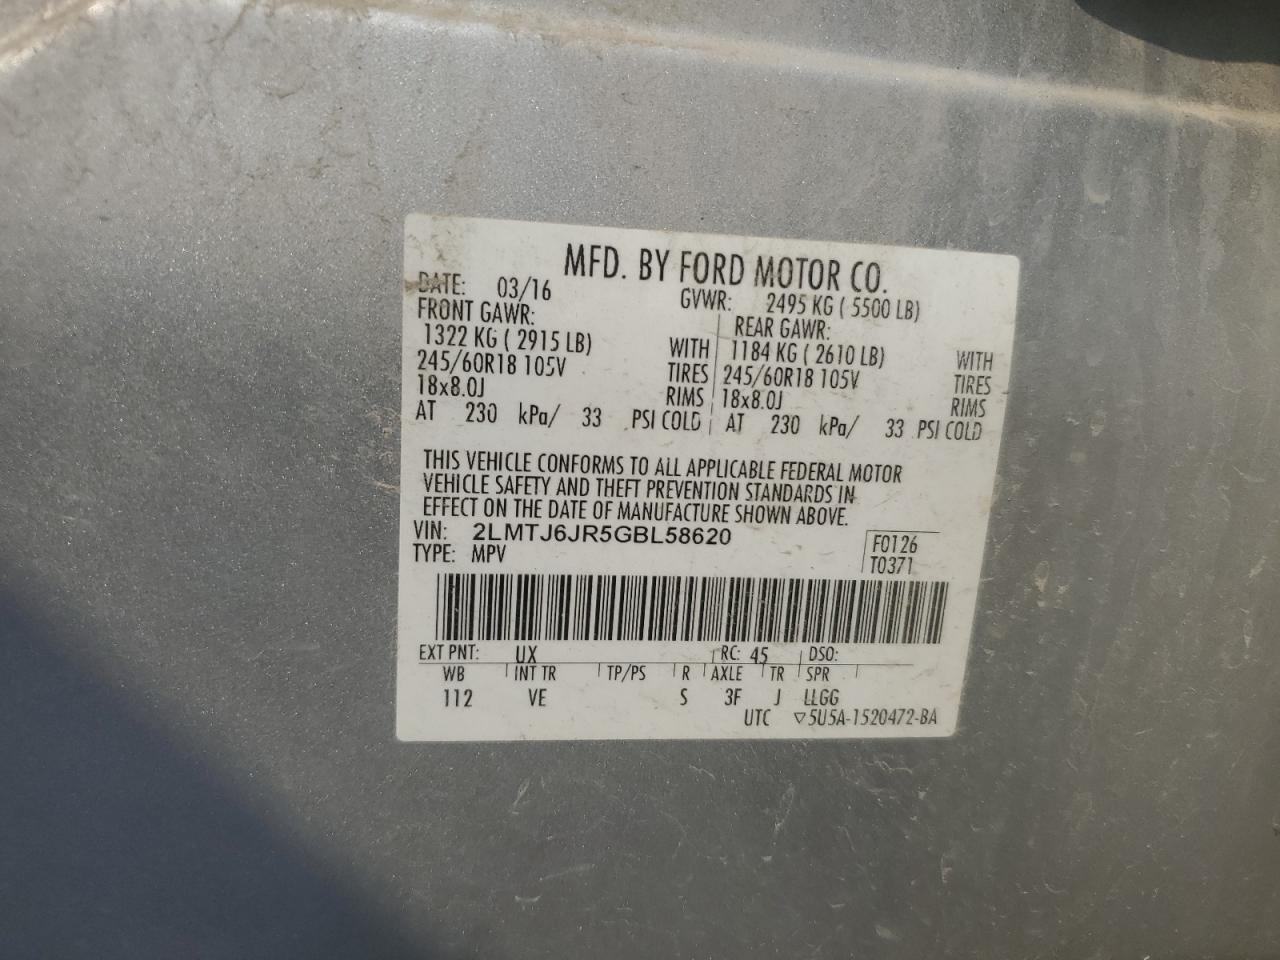 MFD. BY FORD MOTOR CO.
DATE: 03/16 GVWR: 2495 KG ( 5500 LB)
FRONT GAWR: REAR GAWR:
1322 KG ( 2915 LB) WITH 1184 KG ( 2610 LB) WITH
245/60R18 105V TIRES 245/60R18 105V TIRES
18x8.0J RIMS 18x8.0J RIMS
AT 230 kPa/ 33 PSI COLD AT 230 kPa/ 33 PSI COLD
THIS VEHICLE CONFORMS TO ALL APPLICABLE FEDERAL MOTOR
VEHICLE SAFETY AND THEFT PREVENTION STANDARDS IN
EFFECT ON THE DATE OF MANUFACTURE SHOWN ABOVE.
VIN: 2LMTJ6JR5GBL58620 F0126
TYPE: MPV T0371
EXT PNT: UX RC: 45 DSO:
WB INT TR TP/PS R AXLE TR SPR
112 VE S 3F J LLGG
UTC ▽5U5A-1520472-BA